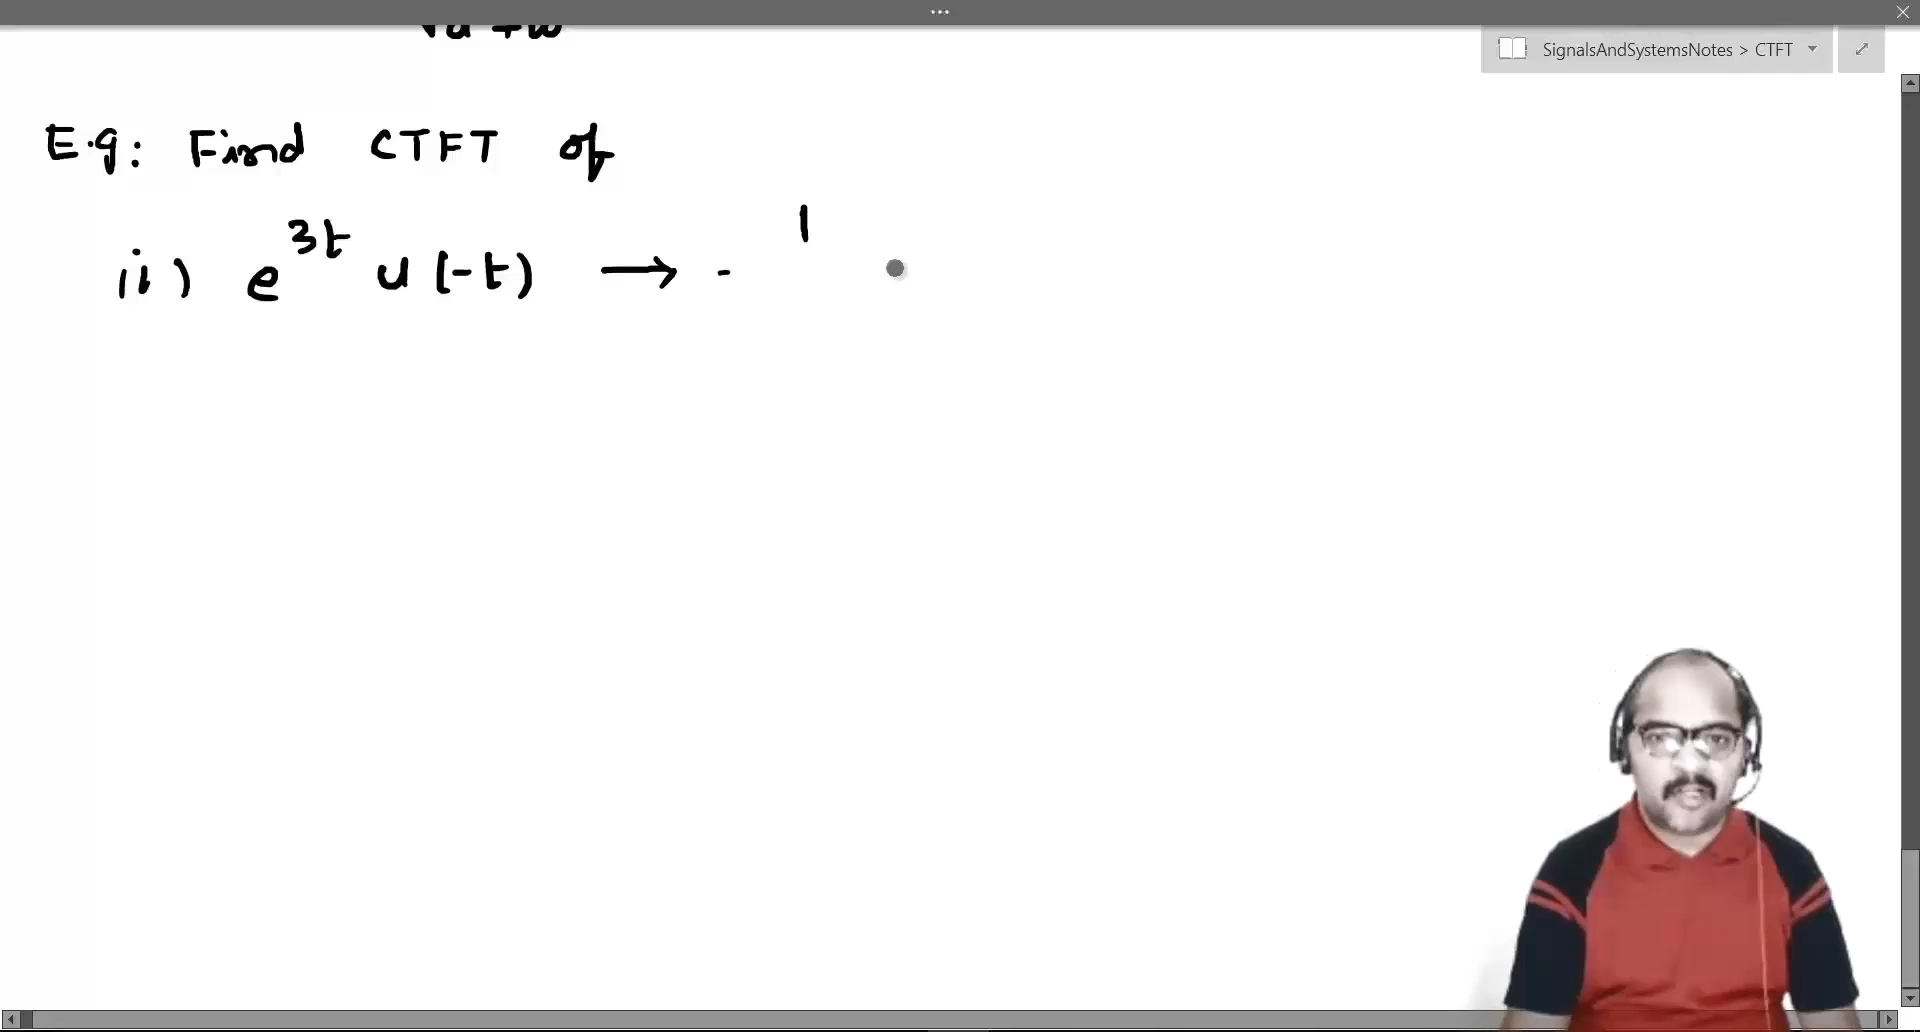 SignalsAndSystemsNotes > CTFT
E.g: Find CTFT of
ii) e^{3t} u(-t) → - 1